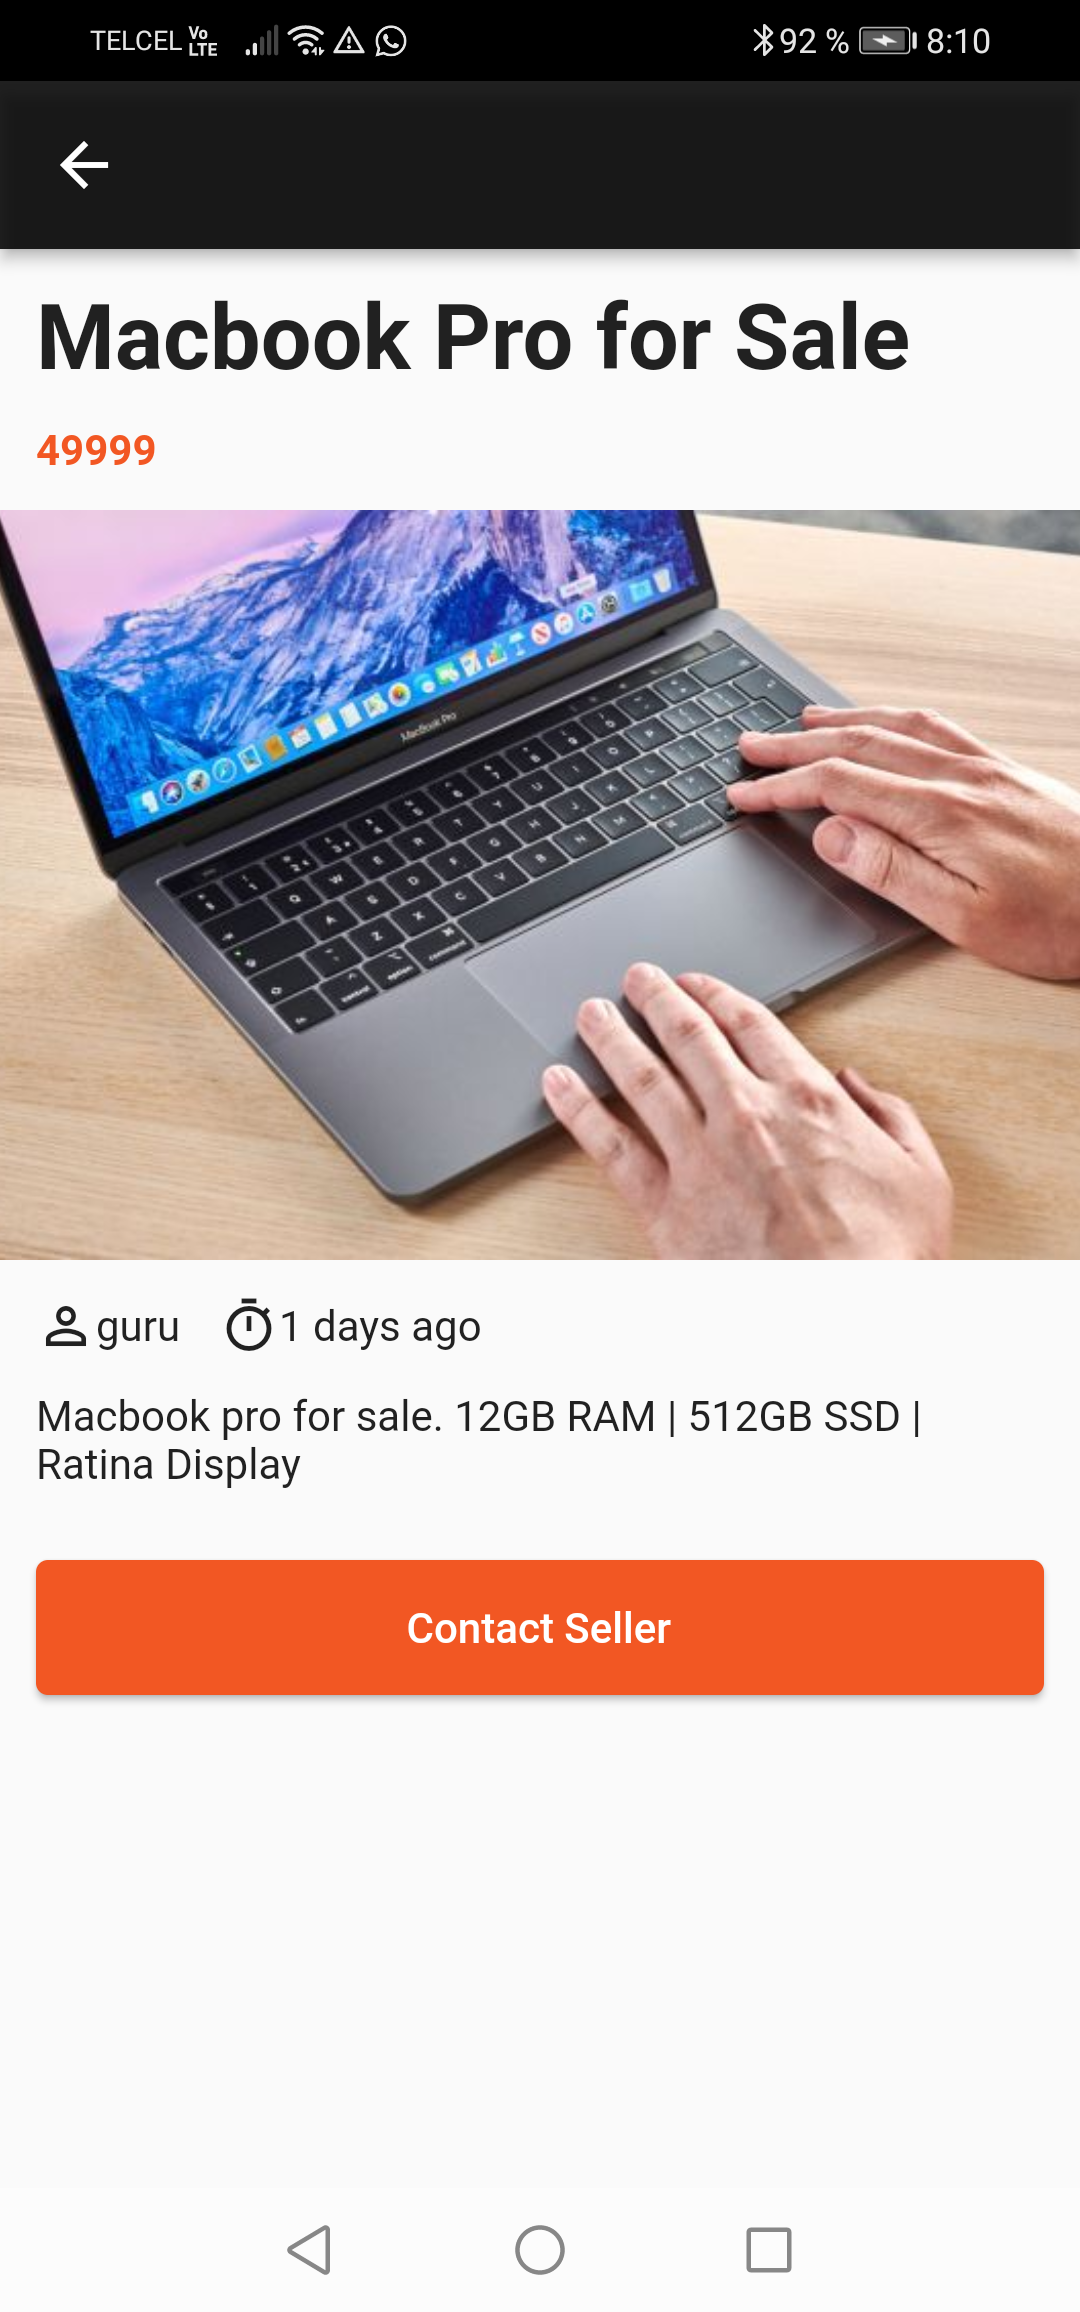 TELCEL Vo LTE 92 % 8:10
Macbook Pro for Sale
49999
MacBook Pro
guru 1 days ago
Macbook pro for sale. 12GB RAM | 512GB SSD |
Ratina Display
Contact Seller